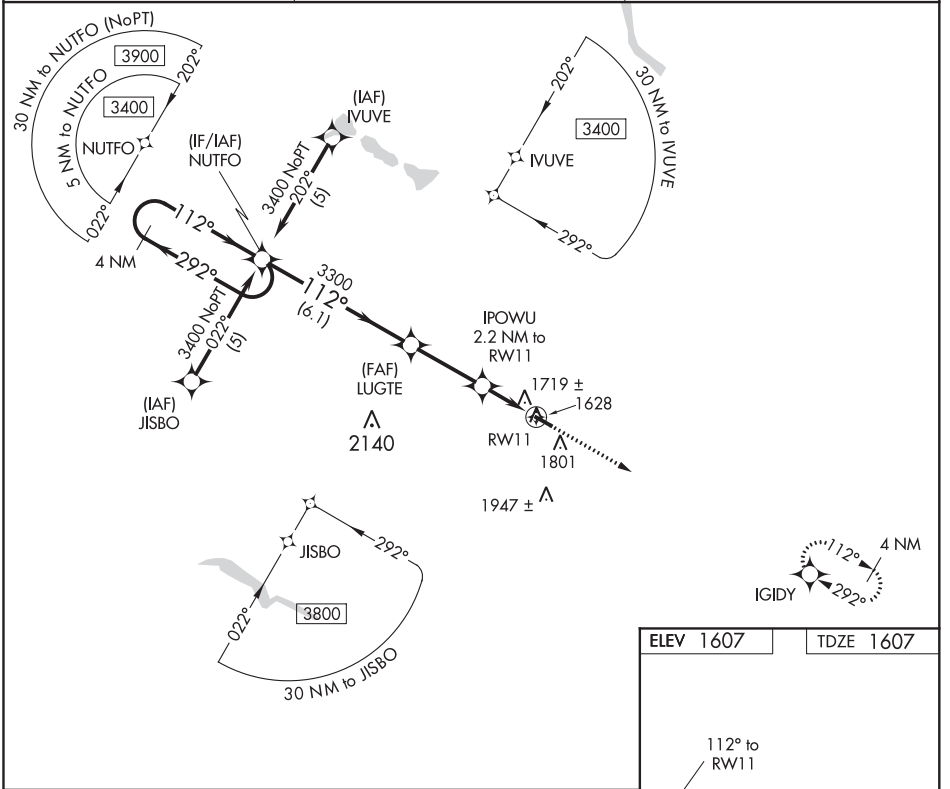 30 NM to NUTFO (NoPT)
3900
202°
5 NM to NUTFO
3400
NUTFO
022°
(IF/IAF)
NUTFO
(IAF)
IVUVE
3400 NoPT
202°
(5)
202°
30 NM to IVUVE
3400
IVUVE
292°
112°
4 NM
292°
3300
112°
(6.1)
3400 NoPT
022°
(5)
(IAF)
JISBO
(FAF)
LUGTE
IPOWU
2.2 NM to
RW11
1719 ±
1628
RW11
2140
1801
1947 ±
JISBO
292°
022°
3800
30 NM to JISBO
112°
4 NM
IGIDY
292°
ELEV 1607
TDZE 1607
112° to
RW11